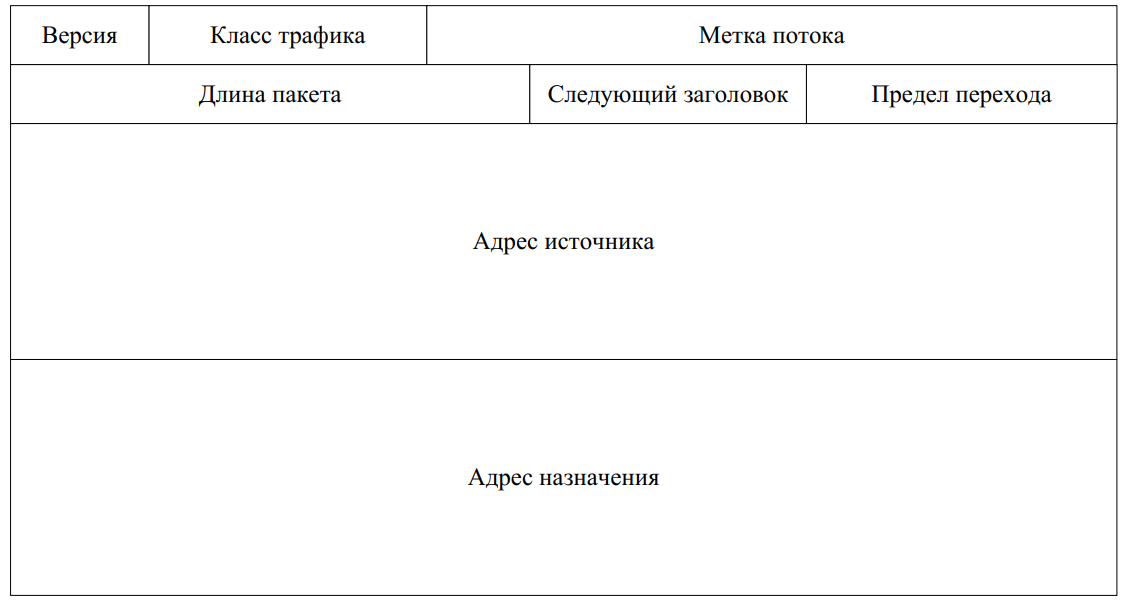 Версия
Класс трафика
Метка потока
Длина пакета
Следующий заголовок
Предел перехода
Адрес источника
Адрес назначения